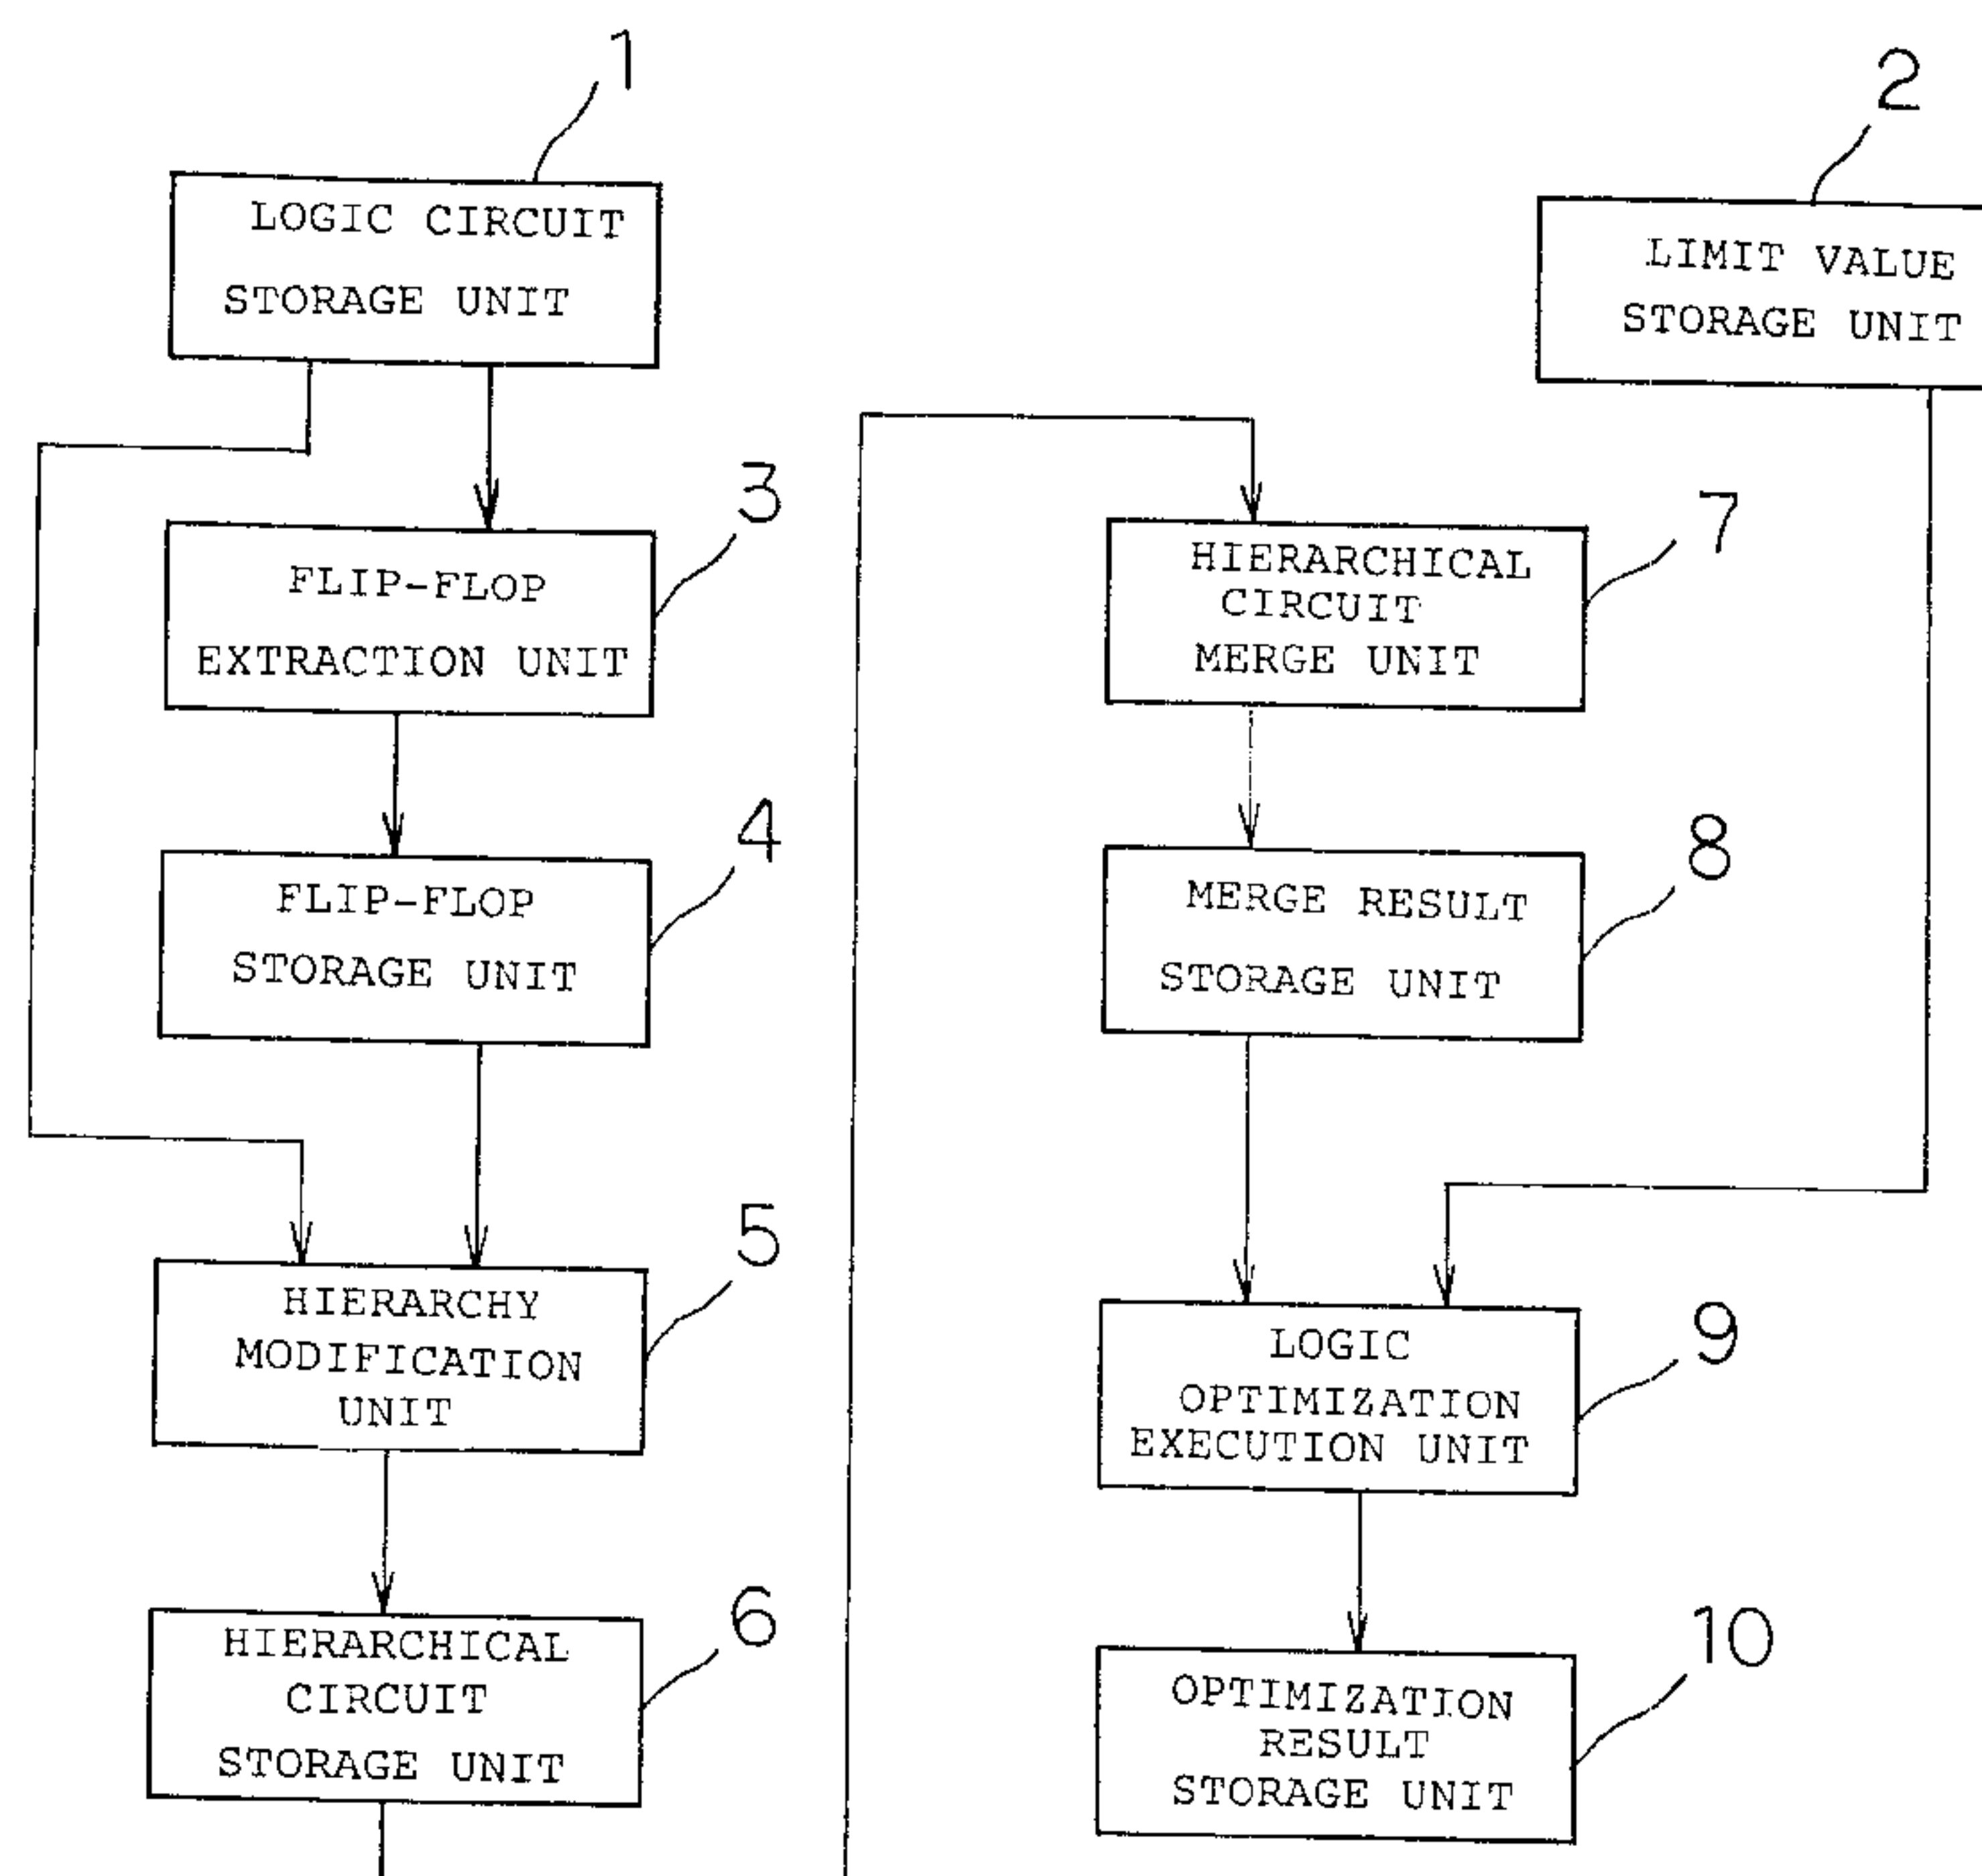 1
LOGIC CIRCUIT
STORAGE UNIT
2
LIMIT VALUE
STORAGE UNIT
3
FLIP-FLOP
EXTRACTION UNIT
4
FLIP-FLOP
STORAGE UNIT
5
HIERARCHY
MODIFICATION
UNIT
6
HIERARCHICAL
CIRCUIT
STORAGE UNIT
7
HIERARCHICAL
CIRCUIT
MERGE UNIT
8
MERGE RESULT
STORAGE UNIT
9
LOGIC
OPTIMIZATION
EXECUTION UNIT
10
OPTIMIZATION
RESULT
STORAGE UNIT